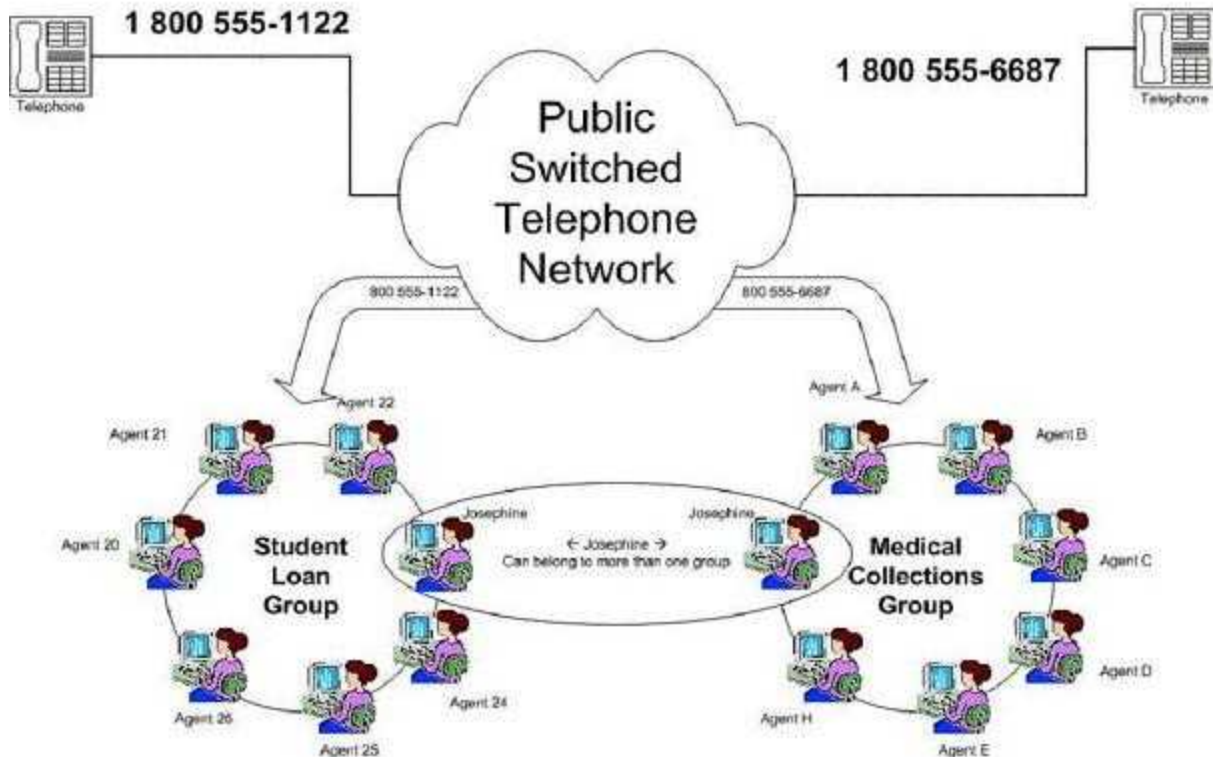 1 800 555-1122
Telephone
1 800 555-6687
Telephone
Public
Switched
Telephone
Network
800 555-1122
800 555-6687
Agent 22
Agent 21
Agent 20
Student
Loan
Group
Josephine
Agent 26
Agent 25
Agent 24
← Josephine →
Can belong to more than one group
Agent A
Agent B
Josephine
Medical
Collections
Group
Agent C
Agent D
Agent H
Agent E